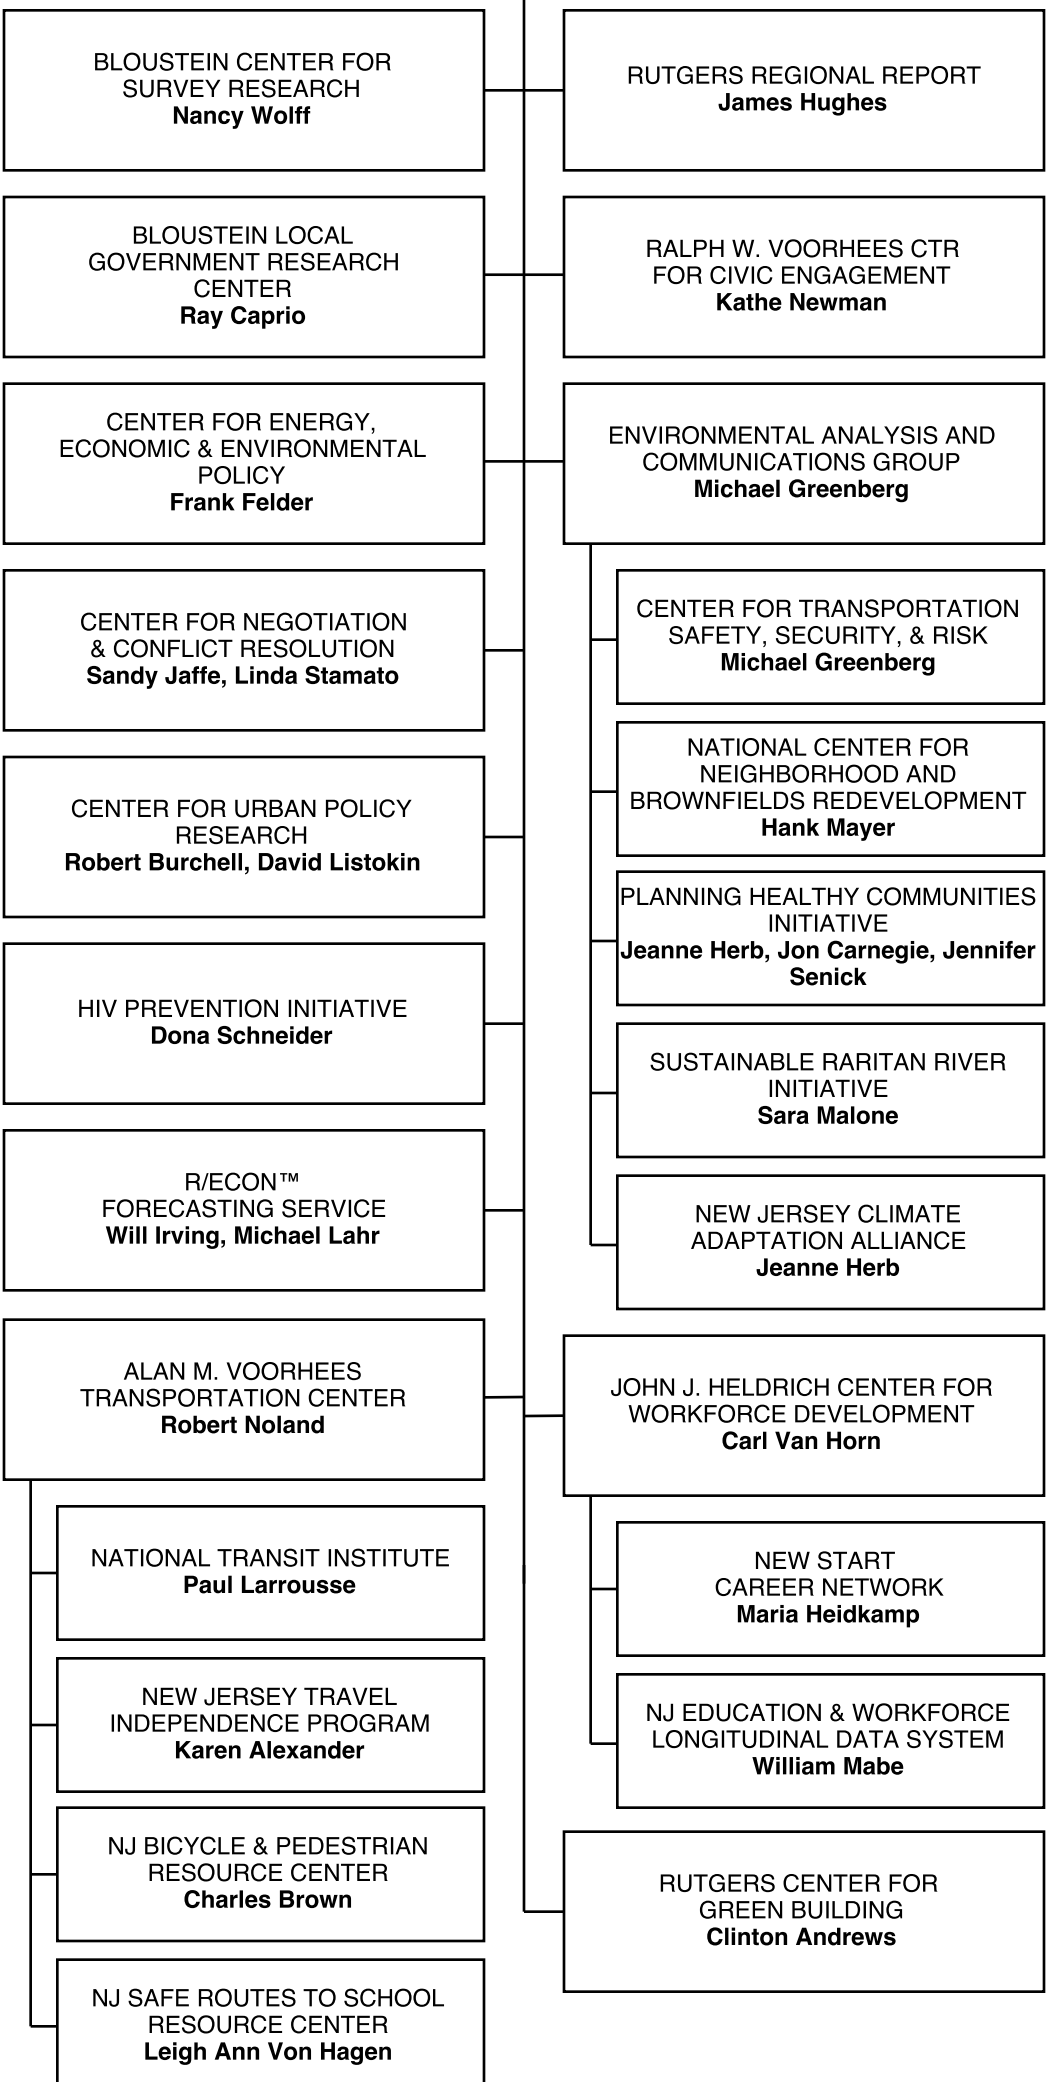 BLOUSTEIN CENTER FOR
SURVEY RESEARCH
Nancy Wolff
BLOUSTEIN LOCAL
GOVERNMENT RESEARCH
CENTER
Ray Caprio
CENTER FOR ENERGY,
ECONOMIC & ENVIRONMENTAL
POLICY
Frank Felder
CENTER FOR NEGOTIATION
& CONFLICT RESOLUTION
Sandy Jaffe, Linda Stamato
CENTER FOR URBAN POLICY
RESEARCH
Robert Burchell, David Listokin
HIV PREVENTION INITIATIVE
Dona Schneider
R/ECON™
FORECASTING SERVICE
Will Irving, Michael Lahr
ALAN M. VOORHEES
TRANSPORTATION CENTER
Robert Noland
NATIONAL TRANSIT INSTITUTE
Paul Larrousse
NEW JERSEY TRAVEL
INDEPENDENCE PROGRAM
Karen Alexander
NJ BICYCLE & PEDESTRIAN
RESOURCE CENTER
Charles Brown
NJ SAFE ROUTES TO SCHOOL
RESOURCE CENTER
Leigh Ann Von Hagen
RUTGERS REGIONAL REPORT
James Hughes
RALPH W. VOORHEES CTR
FOR CIVIC ENGAGEMENT
Kathe Newman
ENVIRONMENTAL ANALYSIS AND
COMMUNICATIONS GROUP
Michael Greenberg
CENTER FOR TRANSPORTATION
SAFETY, SECURITY, & RISK
Michael Greenberg
NATIONAL CENTER FOR
NEIGHBORHOOD AND
BROWNFIELDS REDEVELOPMENT
Hank Mayer
PLANNING HEALTHY COMMUNITIES
INITIATIVE
Jeanne Herb, Jon Carnegie, Jennifer
Senick
SUSTAINABLE RARITAN RIVER
INITIATIVE
Sara Malone
NEW JERSEY CLIMATE
ADAPTATION ALLIANCE
Jeanne Herb
JOHN J. HELDRICH CENTER FOR
WORKFORCE DEVELOPMENT
Carl Van Horn
NEW START
CAREER NETWORK
Maria Heidkamp
NJ EDUCATION & WORKFORCE
LONGITUDINAL DATA SYSTEM
William Mabe
RUTGERS CENTER FOR
GREEN BUILDING
Clinton Andrews